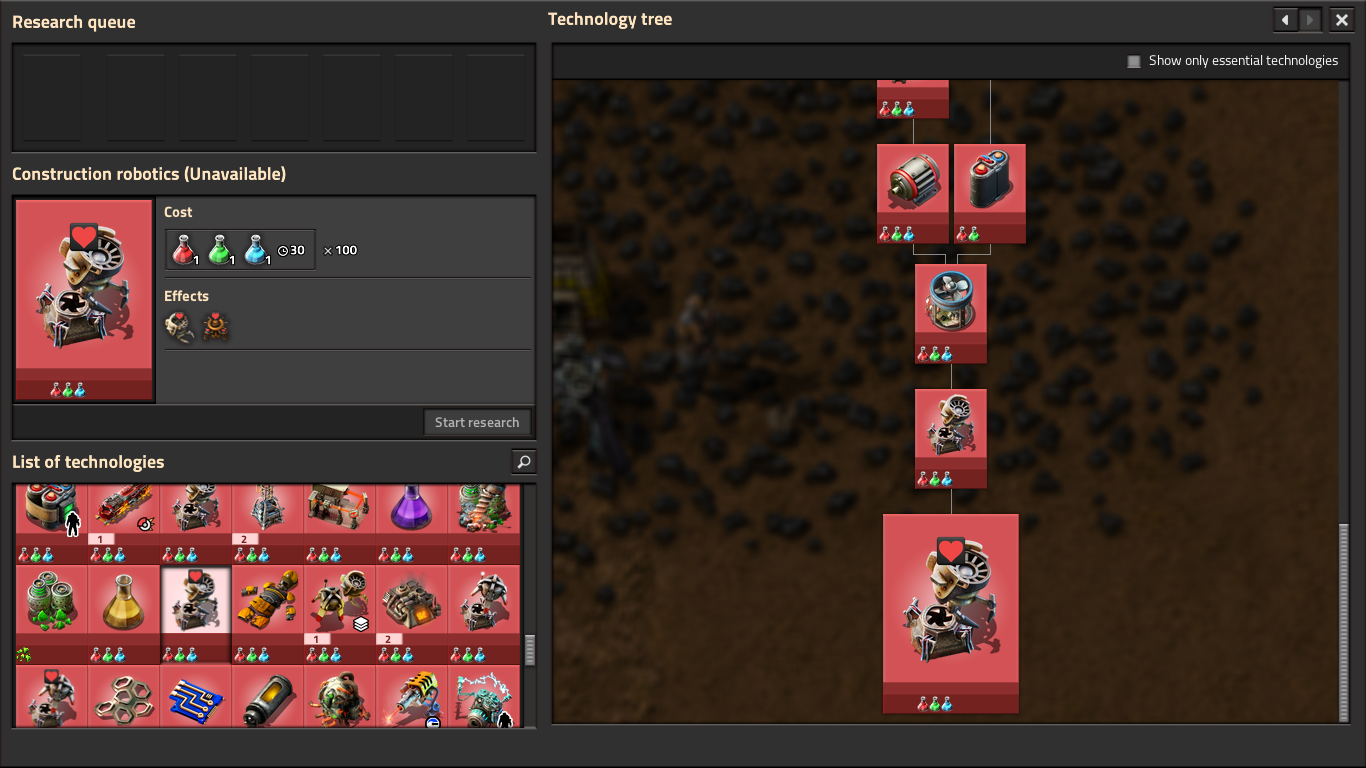 Research queue
Technology tree
Show only essential technologies
Construction robotics (Unavailable)
Cost
1 1 1 30 × 100
Effects
Start research
List of technologies
1 2
1 2